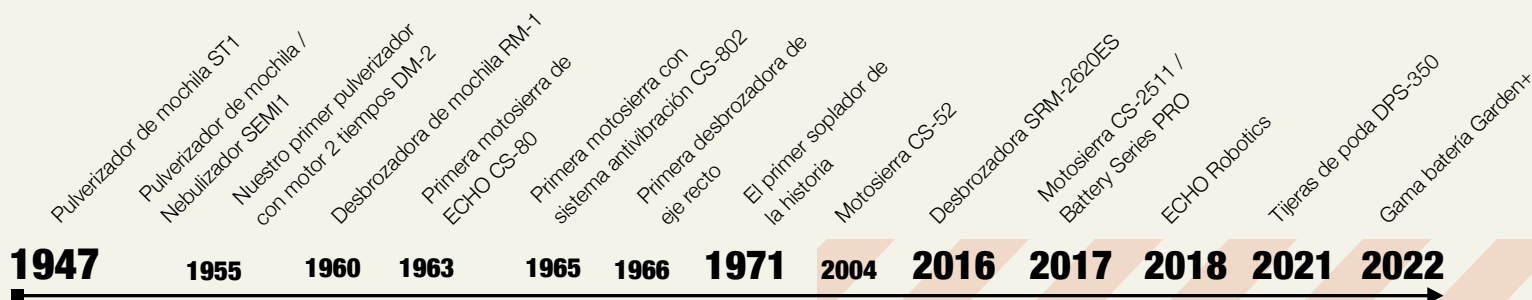 Pulverizador de mochila ST1
Pulverizador de mochila /
Nebulizador SEMI1
Nuestro primer pulverizador
con motor 2 tiempos DM-2
Desbrozadora de mochila RM-1
Primera motosierra de
ECHO CS-80
Primera motosierra con
sistema antivibración CS-802
Primera desbrozadora de
eje recto
El primer soplador de
la historia
Motosierra CS-52
Desbrozadora SRM-2620ES
Motosierra CS-2511 /
Battery Series PRO
ECHO Robotics
Tijeras de poda DPS-350
Gama batería Garden+
1947 1955 1960 1963 1965 1966 1971 2004 2016 2017 2018 2021 2022